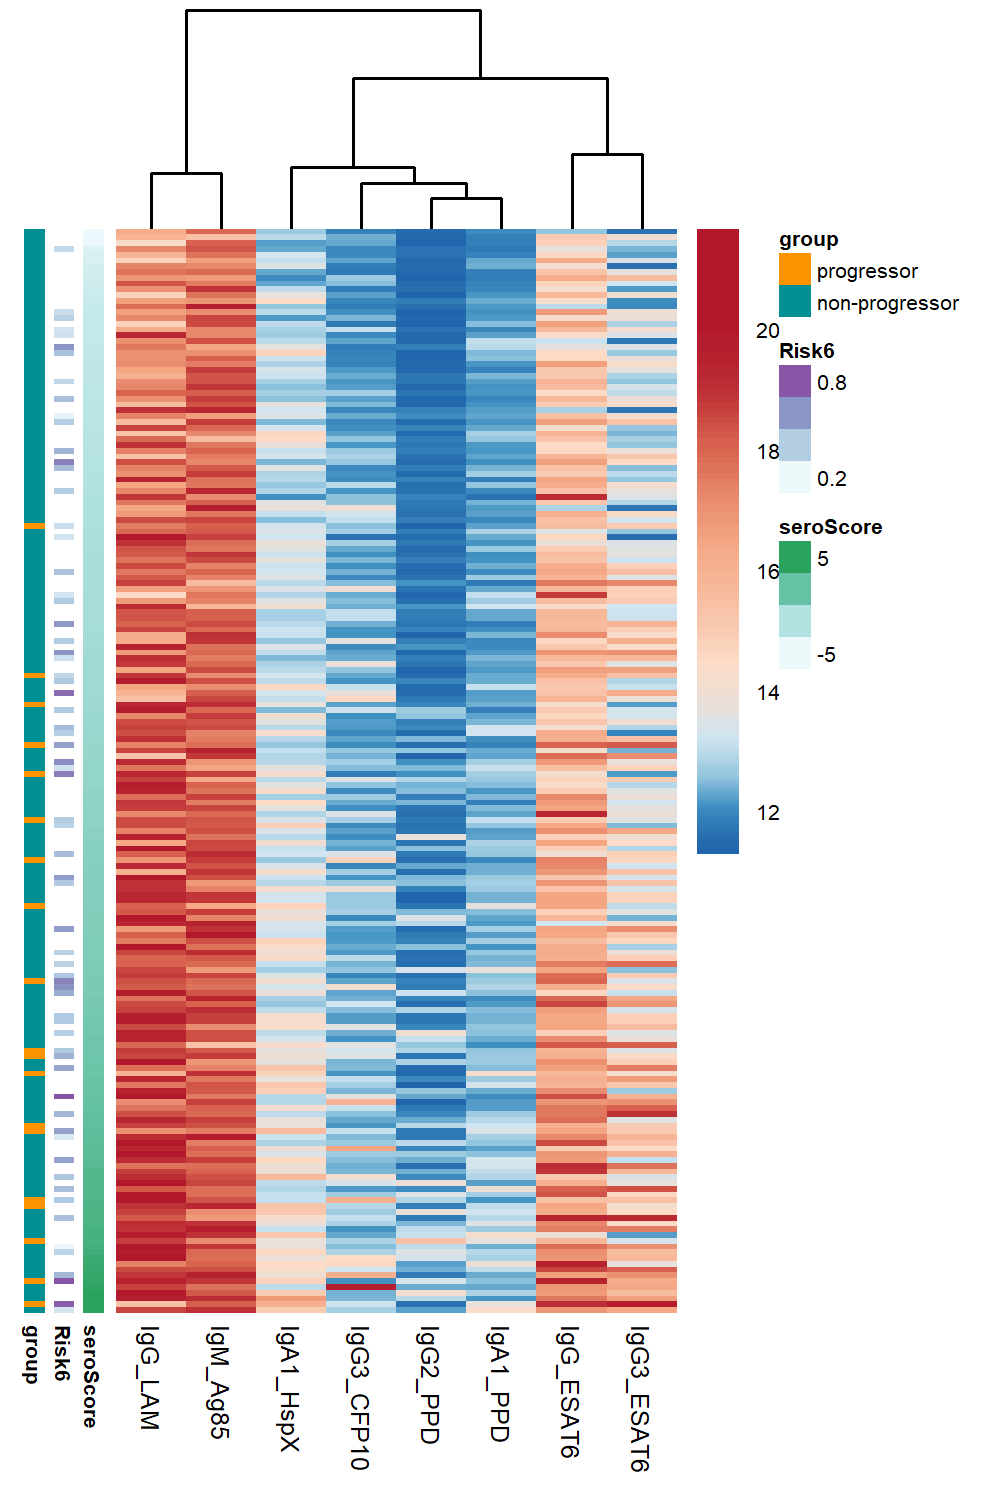 group
progressor
non-progressor
20
Risk6
0.8
18
0.2
seroScore
5
16
-5
14
12
group
Risk6
seroScore
IgG_LAM
IgM_Ag85
IgA1_HspX
IgG3_CFP10
IgG2_PPD
IgA1_PPD
IgG_ESAT6
IgG3_ESAT6